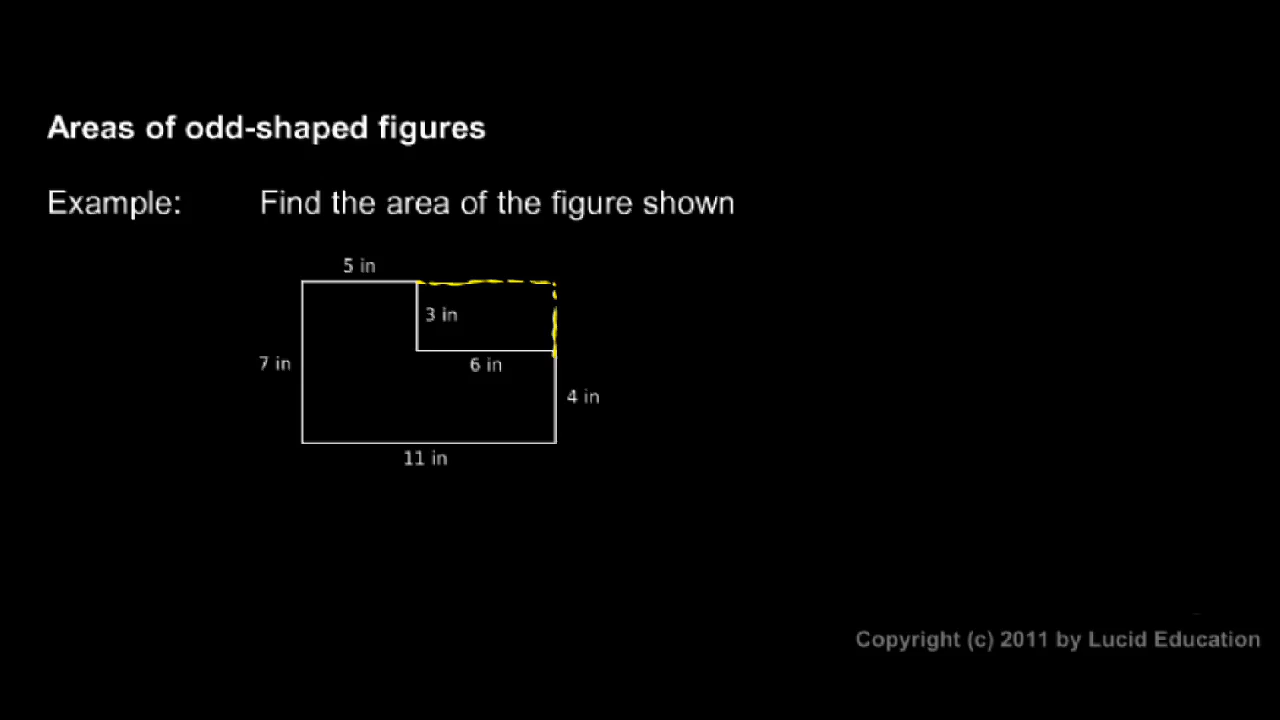 Areas of odd-shaped figures
Example: Find the area of the figure shown
5 in
3 in
7 in
6 in
4 in
11 in
Copyright (c) 2011 by Lucid Education